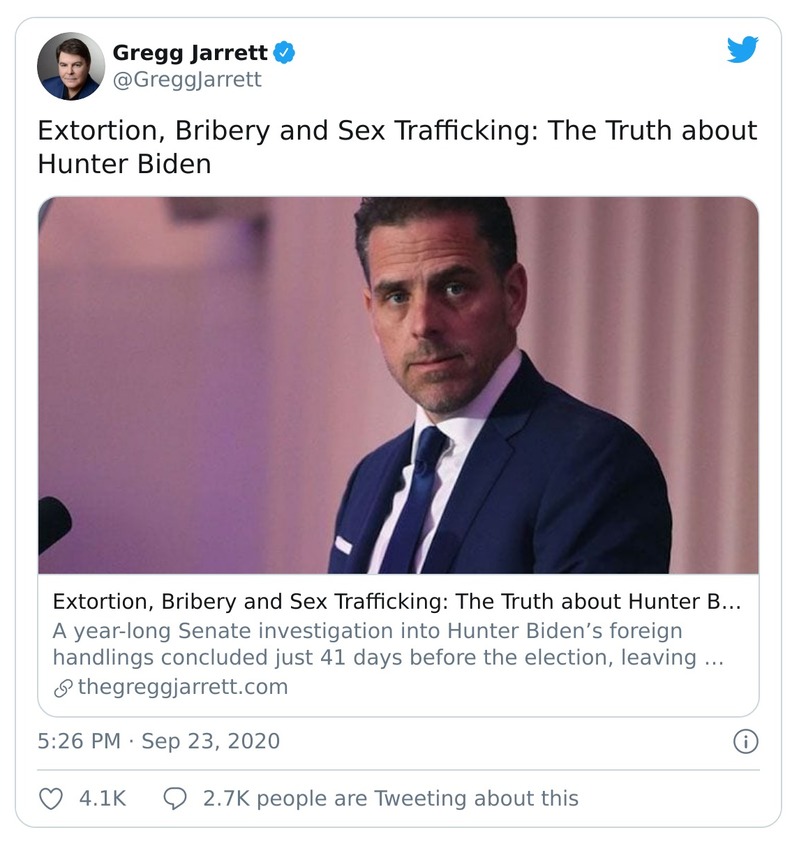 Gregg Jarrett
@GreggJarrett
Extortion, Bribery and Sex Trafficking: The Truth about
Hunter Biden
Extortion, Bribery and Sex Trafficking: The Truth about Hunter B...
A year-long Senate investigation into Hunter Biden’s foreign
handlings concluded just 41 days before the election, leaving ...
thegreggjarrett.com
5:26 PM · Sep 23, 2020
4.1K 2.7K people are Tweeting about this